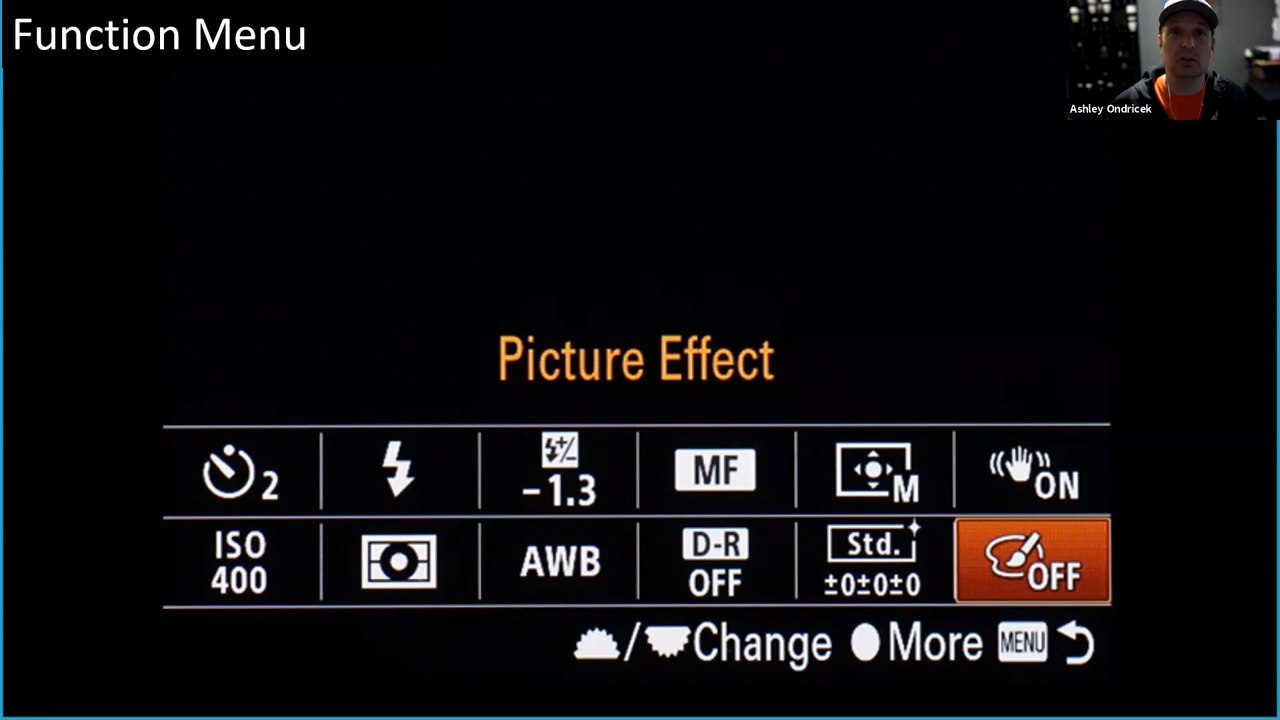 Function Menu
Ashley Ondricek
Picture Effect
2
+/-
-1.3
MF
M
ON
ISO
400
AWB
D-R
OFF
Std.
±0±0±0
OFF
/ Change More MENU